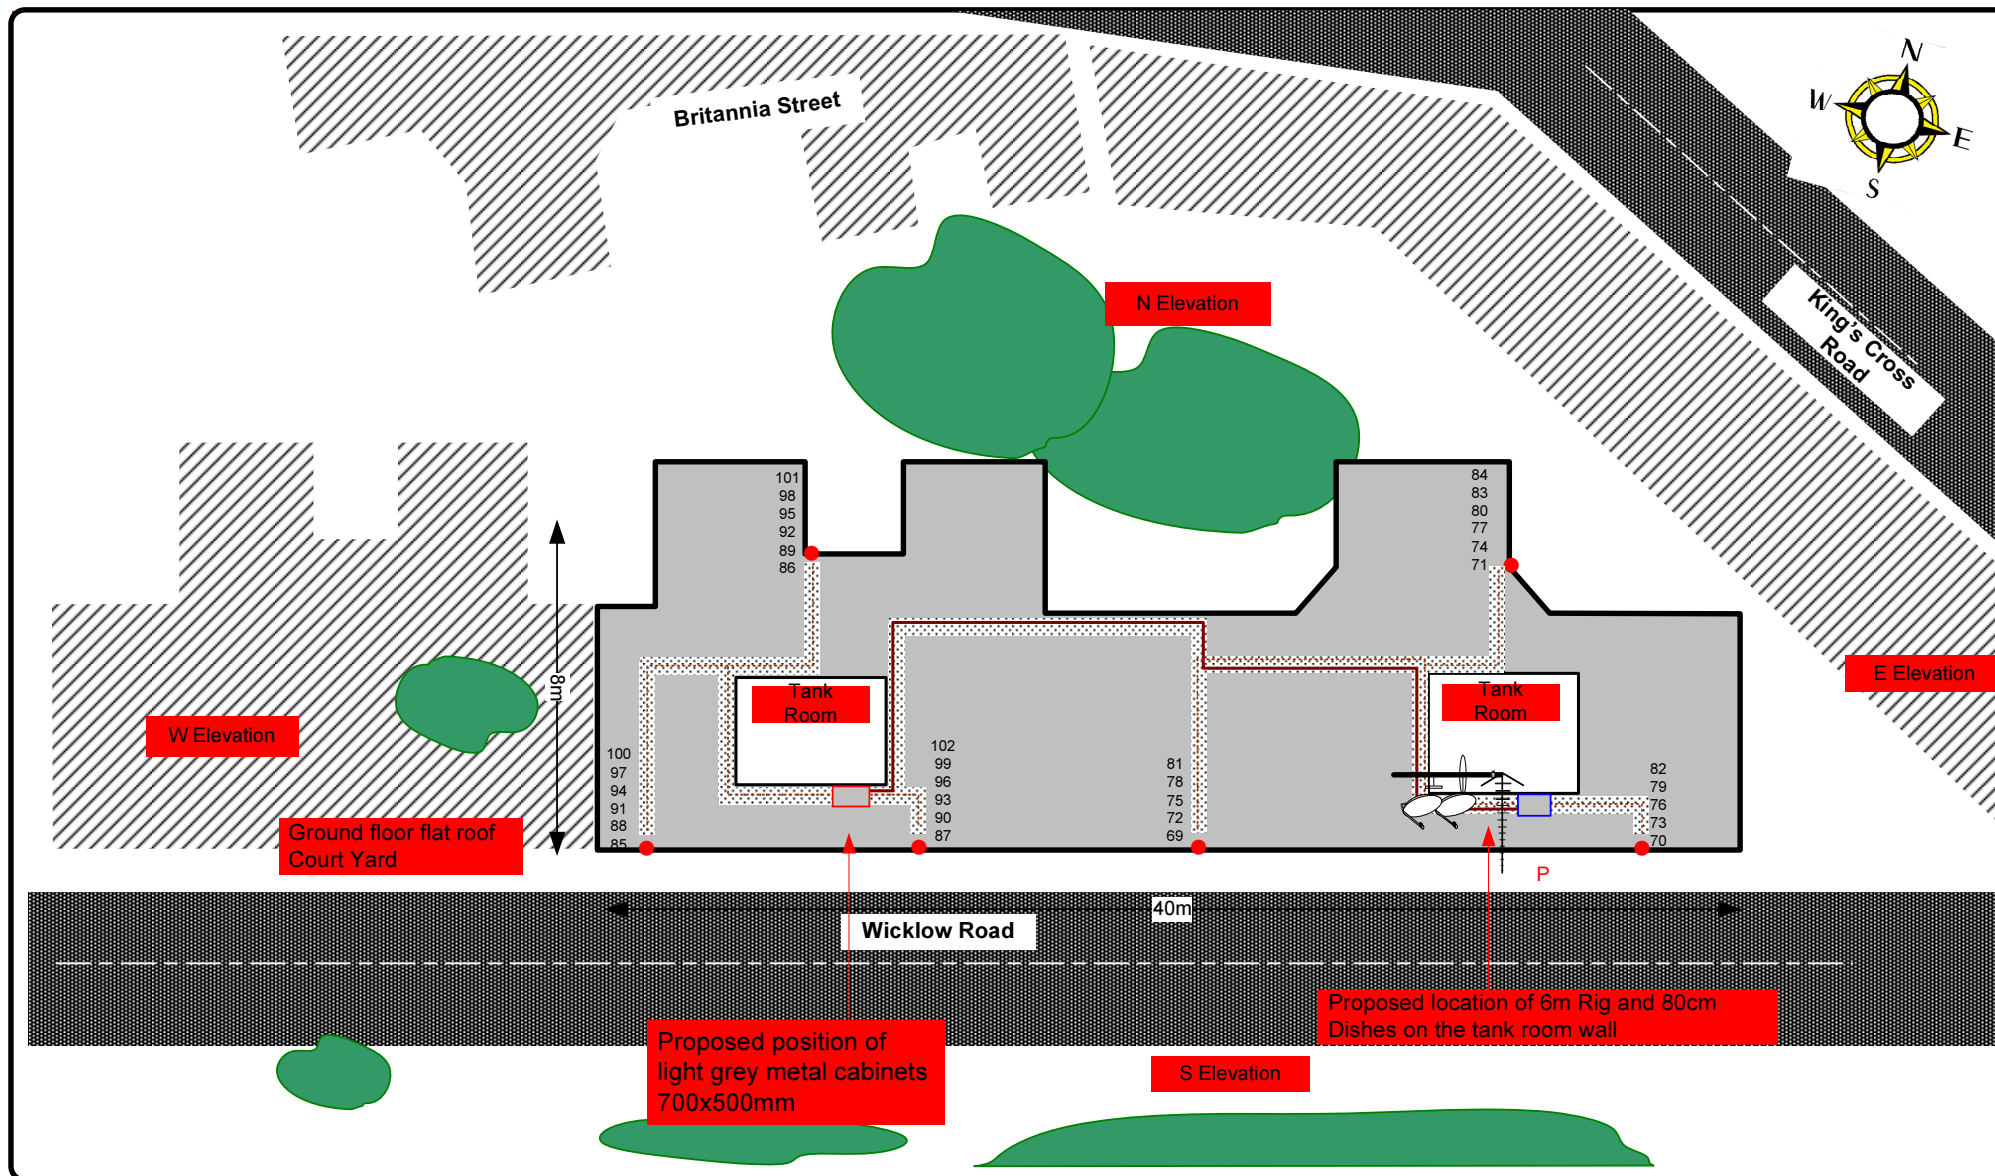 N
W
E
S
Britannia Street
King's Cross
Road
N Elevation
101
98
95
92
89
86
84
83
80
77
74
71
8m
E Elevation
W Elevation
Tank
Room
Tank
Room
100
97
94
91
88
85
102
99
96
93
90
87
81
78
75
72
69
82
79
76
73
70
Ground floor flat roof
Court Yard
P
40m
Wicklow Road
Proposed position of
light grey metal cabinets
700x500mm
Proposed location of 6m Rig and 80cm
Dishes on the tank room wall
S Elevation